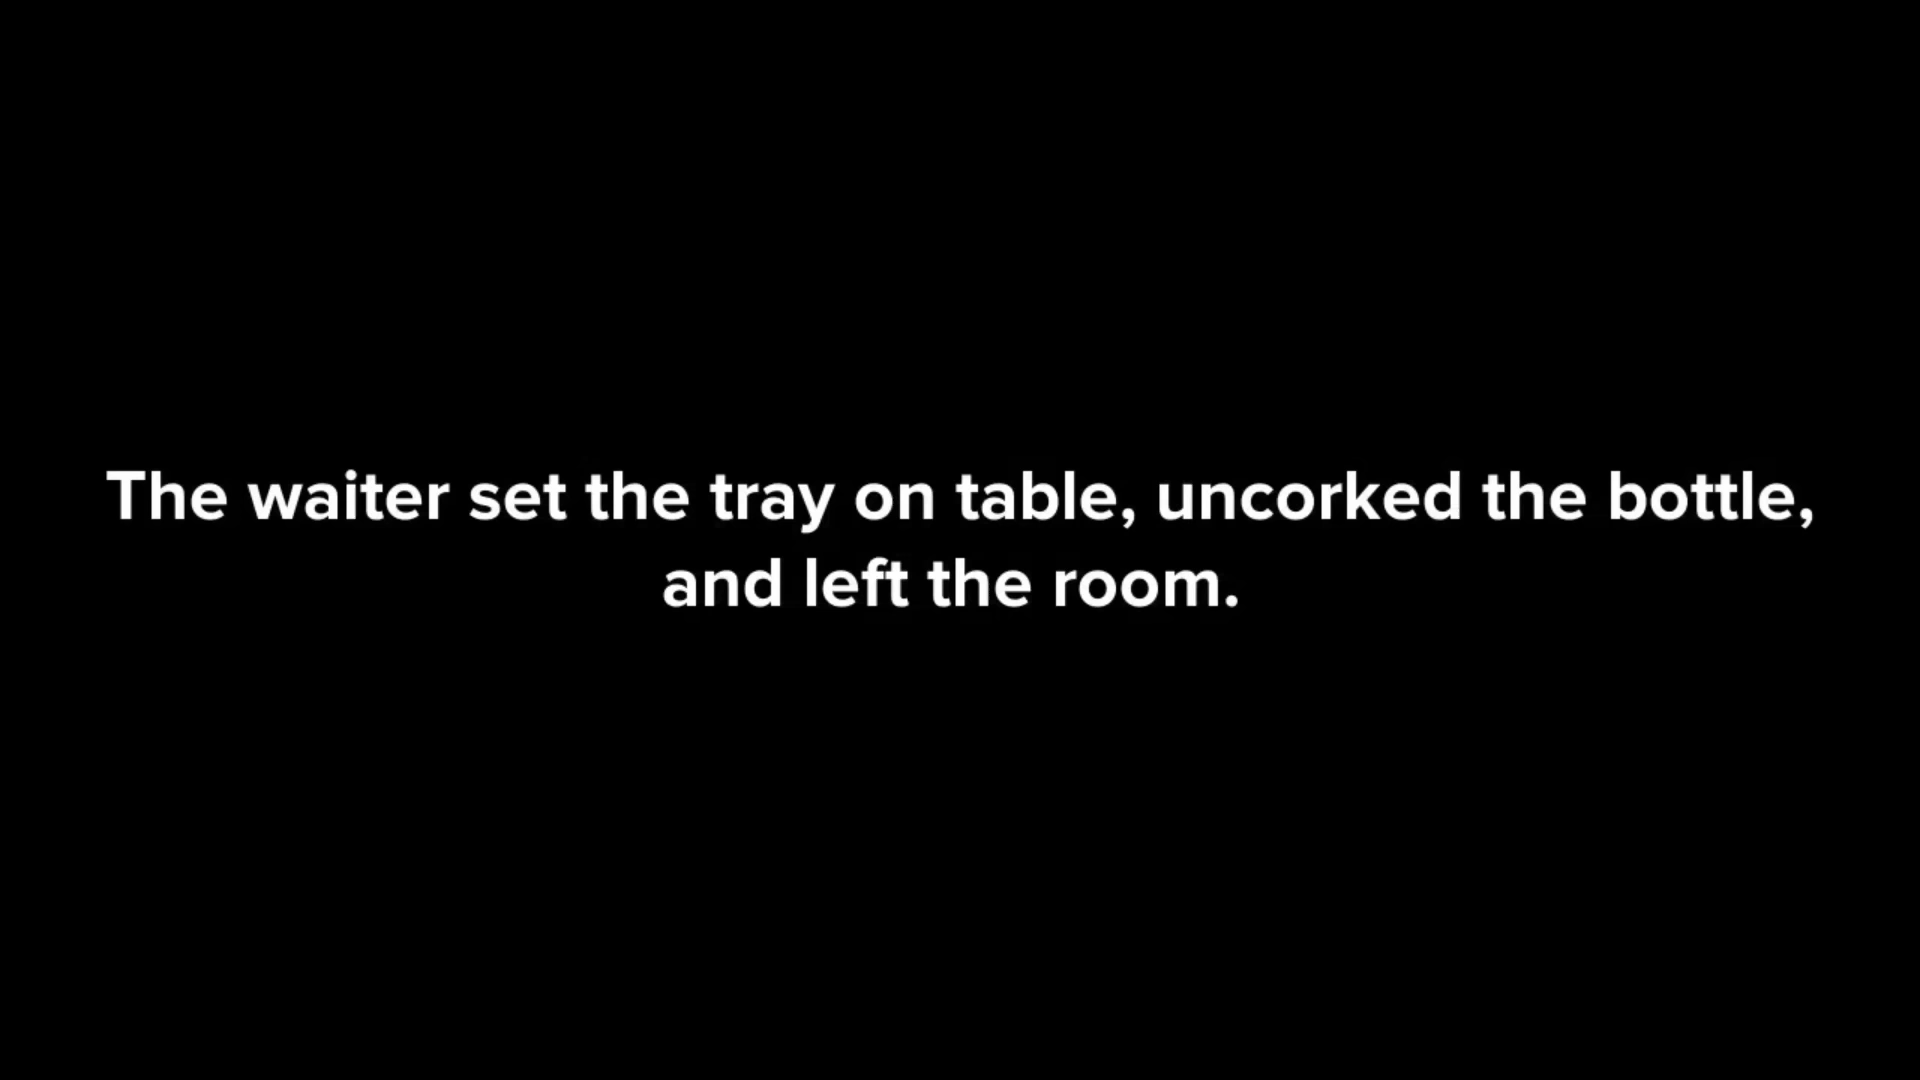 The waiter set the tray on table, uncorked the bottle,
and left the room.